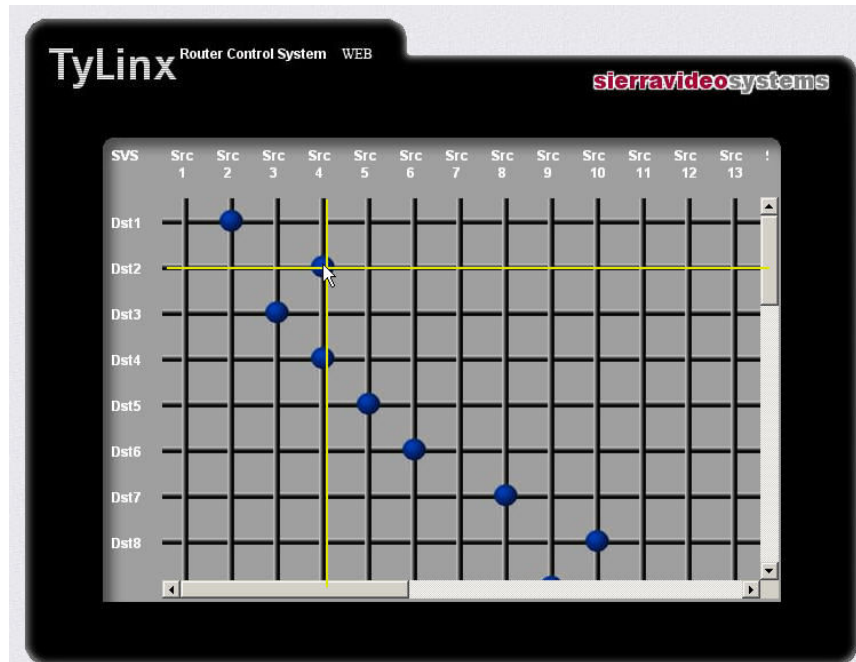 TyLinx Router Control System WEB
sierravideosystems
SVS Src Src Src Src Src Src Src Src Src Src Src Src Src
1 2 3 4 5 6 7 8 9 10 11 12 13
Dst1
Dst2
Dst3
Dst4
Dst5
Dst6
Dst7
Dst8